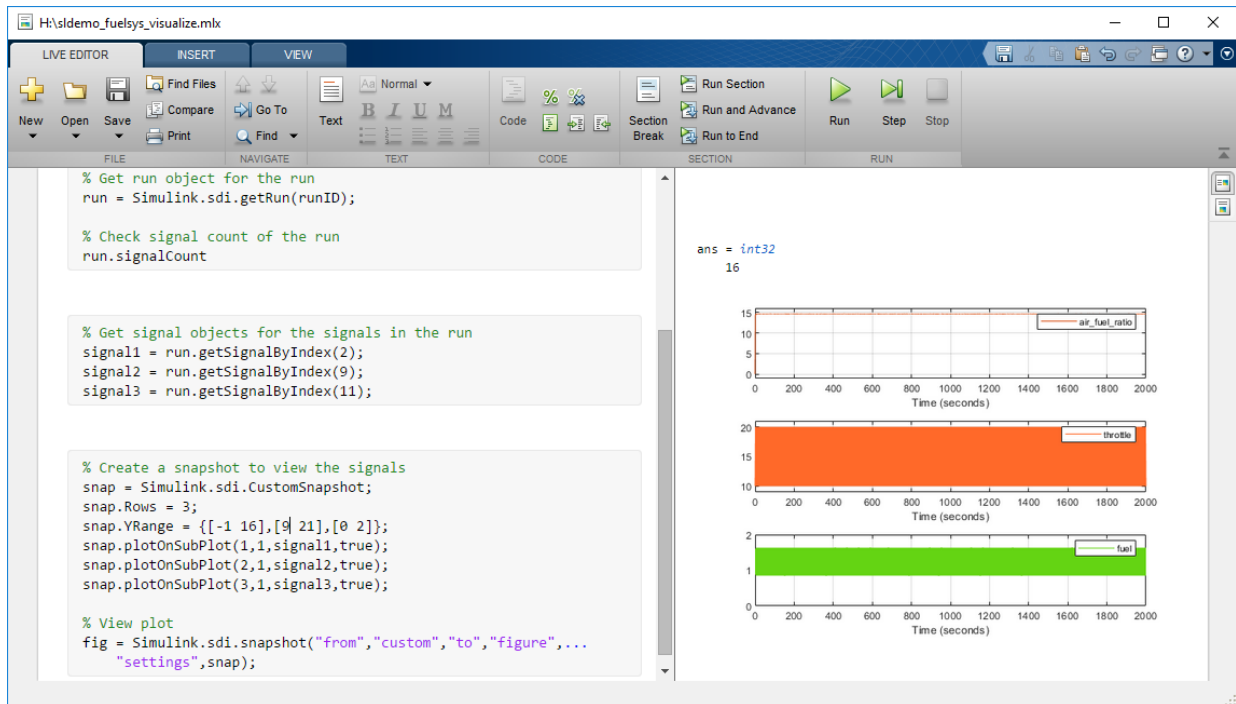 H:\sldemo_fuelsys_visualize.mlx
LIVE EDITOR INSERT VIEW
New
Open
Save
Find Files
Compare
Print
FILE
Go To
Find
NAVIGATE
Text
Aa Normal
B I U M
TEXT
Code
CODE
Section
Break
Run Section
Run and Advance
Run to End
SECTION
Run
Step
Stop
RUN
% Get run object for the run
run = Simulink.sdi.getRun(runID);
% Check signal count of the run
run.signalCount
% Get signal objects for the signals in the run
signal1 = run.getSignalByIndex(2);
signal2 = run.getSignalByIndex(9);
signal3 = run.getSignalByIndex(11);
% Create a snapshot to view the signals
snap = Simulink.sdi.CustomSnapshot;
snap.Rows = 3;
snap.YRange = {[-1 16],[9 21],[0 2]};
snap.plotOnSubPlot(1,1,signal1,true);
snap.plotOnSubPlot(2,1,signal2,true);
snap.plotOnSubPlot(3,1,signal3,true);
% View plot
fig = Simulink.sdi.snapshot("from","custom","to","figure",...
"settings",snap);
ans = int32
16
15
10
5
0
air_fuel_ratio
0 200 400 600 800 1000 1200 1400 1600 1800 2000
Time (seconds)
20
15
10
throttle
0 200 400 600 800 1000 1200 1400 1600 1800 2000
Time (seconds)
2
1
0
fuel
0 200 400 600 800 1000 1200 1400 1600 1800 2000
Time (seconds)